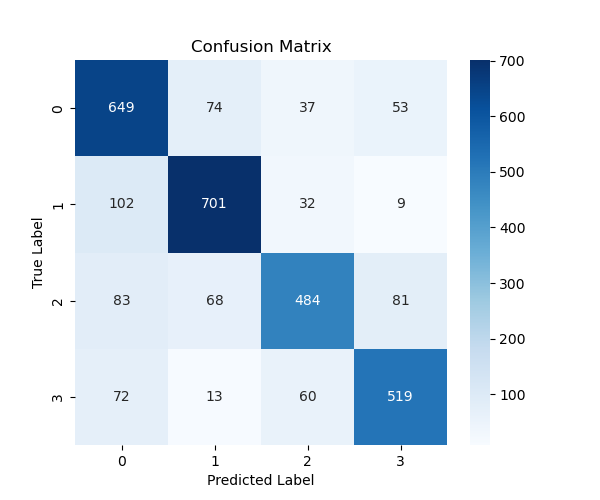 Confusion Matrix
700
0 649 74 37 53
600
500
1 102 701 32 9
400
True Label
300
2 83 68 484 81
200
3 72 13 60 519
100
0 1 2 3
Predicted Label